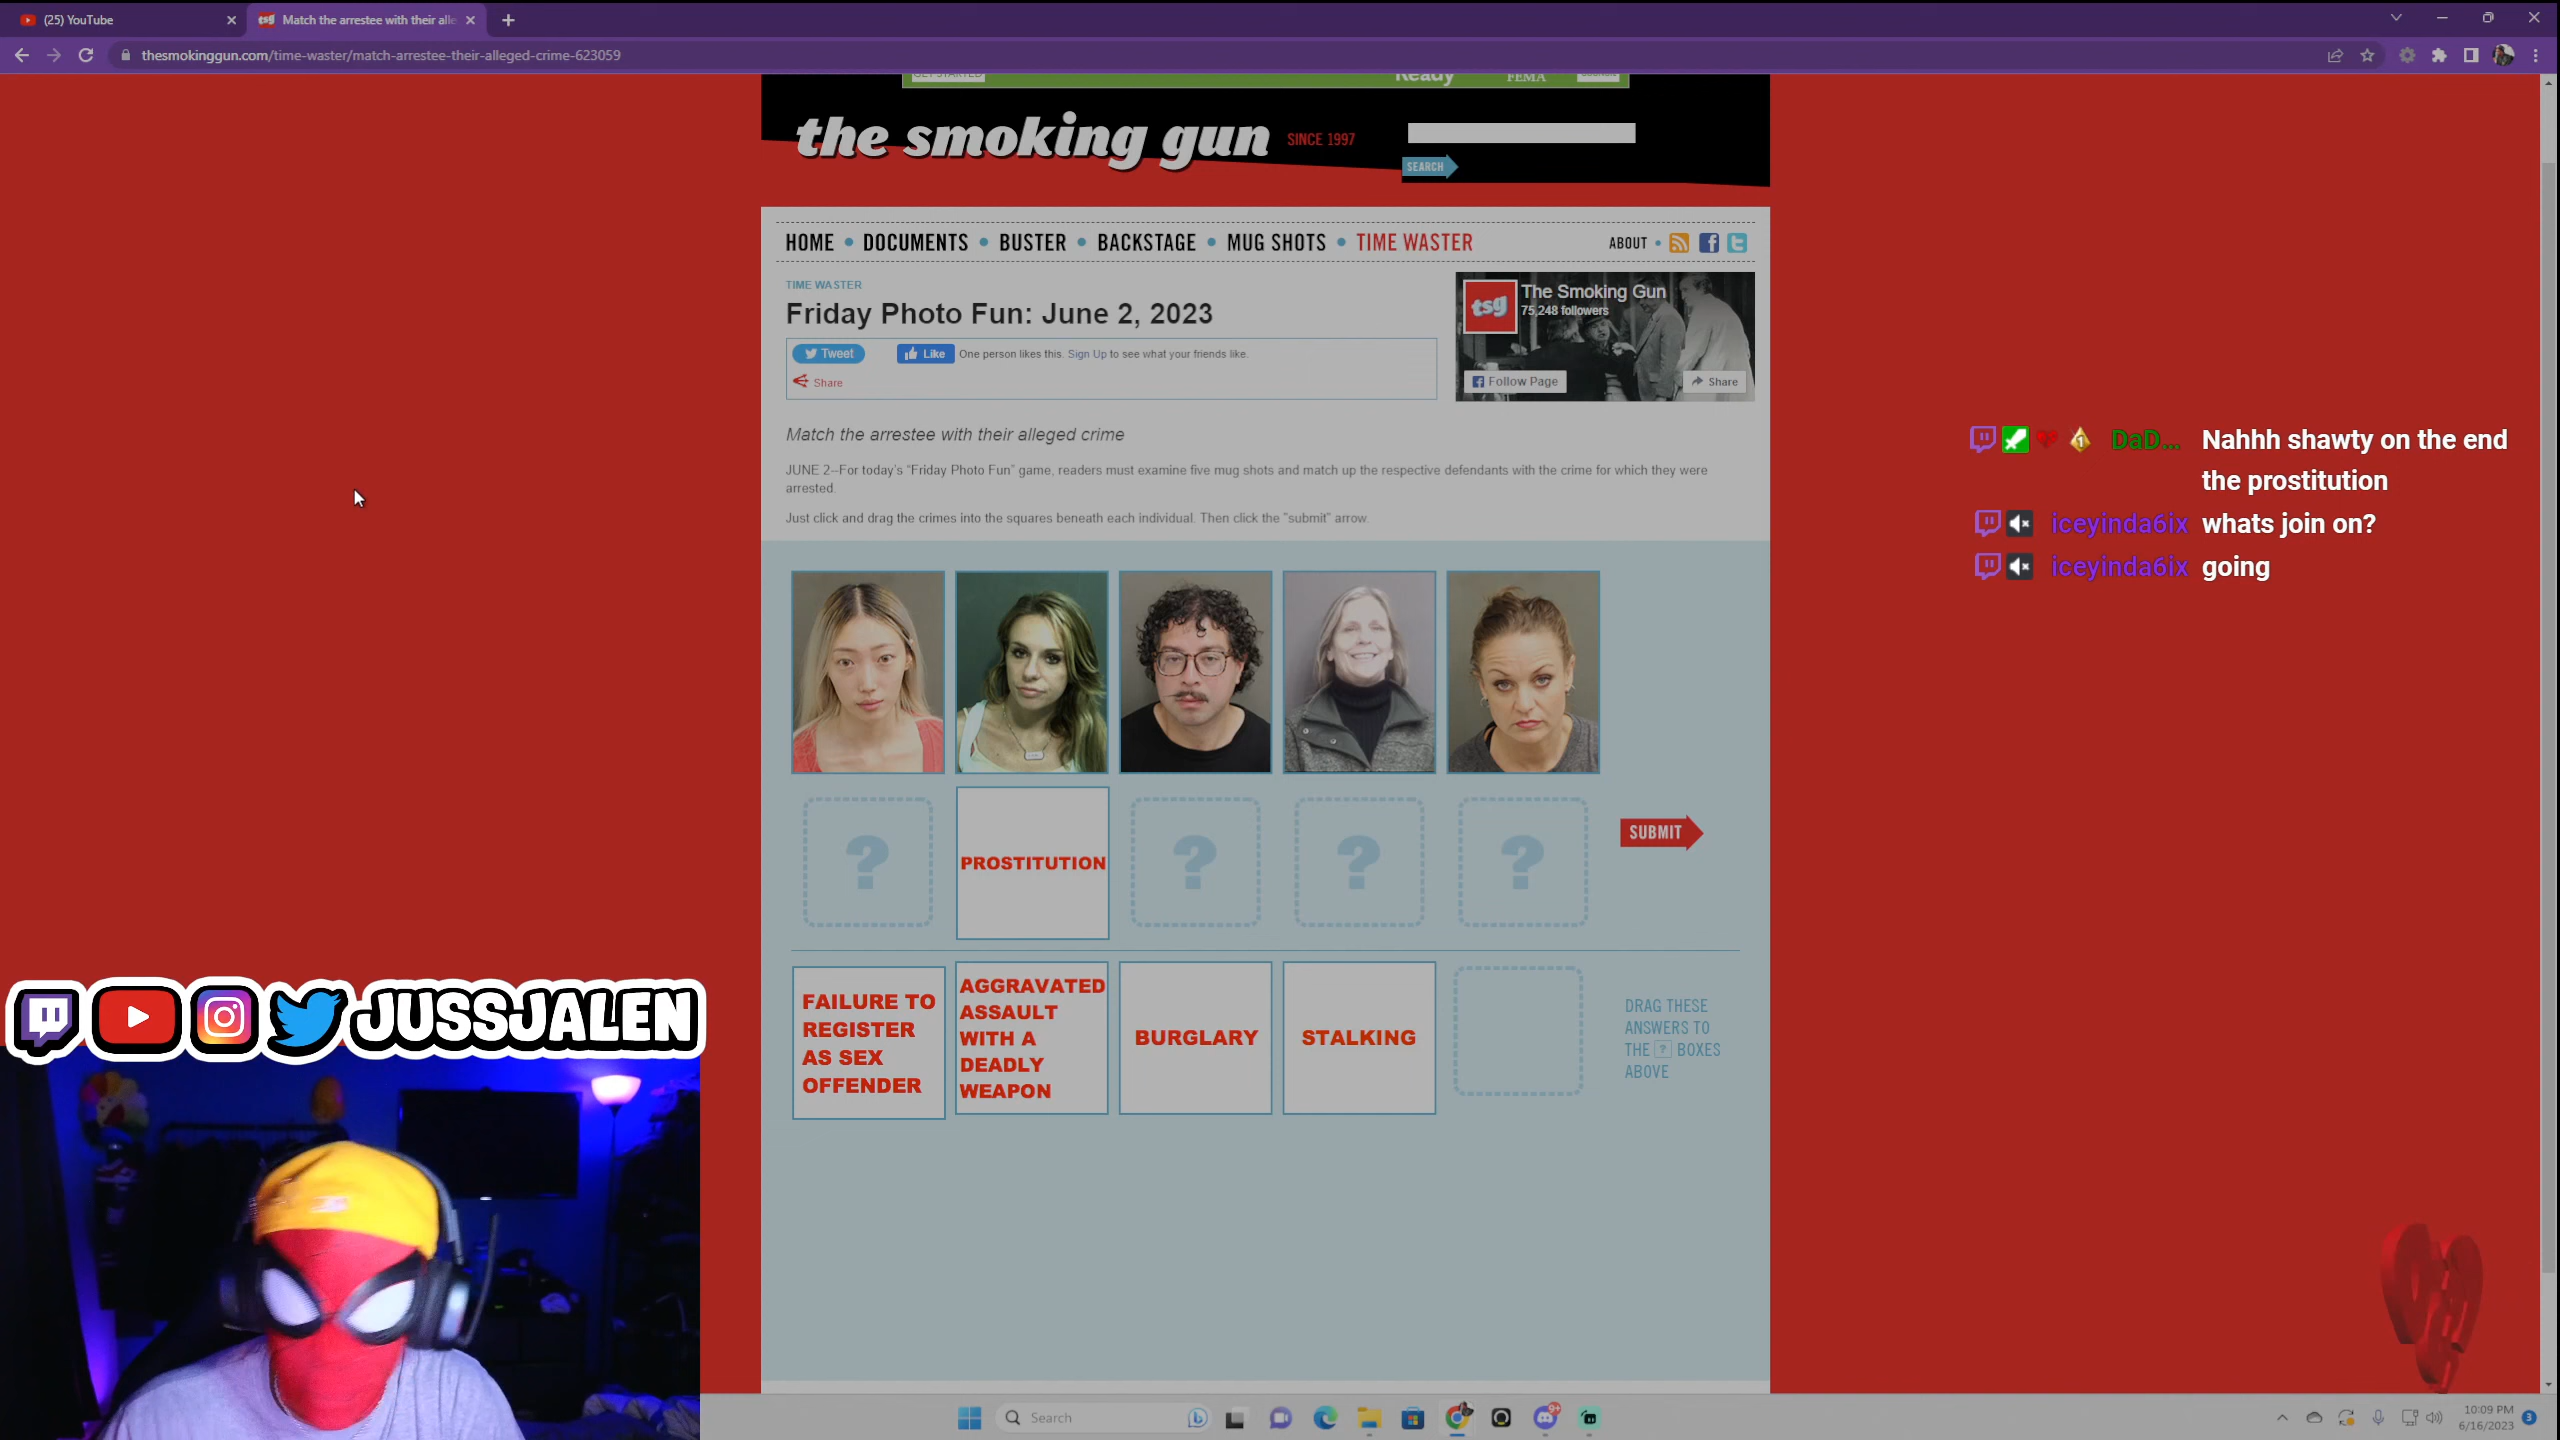 (25) YouTube
Match the arrestee with their alle
thesmokinggun.com/time-waster/match-arrestee-their-alleged-crime-623059
GET STARTED
Ready
FEMA
the smoking gun
SINCE 1997
SEARCH
HOME • DOCUMENTS • BUSTER • BACKSTAGE • MUG SHOTS • TIME WASTER
ABOUT •
TIME WASTER
Friday Photo Fun: June 2, 2023
Tweet
Like
One person likes this. Sign Up to see what your friends like.
Share
tsg
The Smoking Gun
75,248 followers
Follow Page
Share
Match the arrestee with their alleged crime
JUNE 2--For today's "Friday Photo Fun" game, readers must examine five mug shots and match up the respective defendants with the crime for which they were
arrested.
Just click and drag the crimes into the squares beneath each individual. Then click the "submit" arrow.
DaD... Nahhh shawty on the end
the prostitution
iceyinda6ix whats join on?
iceyinda6ix going
?
PROSTITUTION
?
?
?
SUBMIT
FAILURE TO
REGISTER
AS SEX
OFFENDER
AGGRAVATED
ASSAULT
WITH A
DEADLY
WEAPON
BURGLARY
STALKING
DRAG THESE
ANSWERS TO
THE ? BOXES
ABOVE
JUSSJALEN
Search
10:09 PM
6/16/2023
3